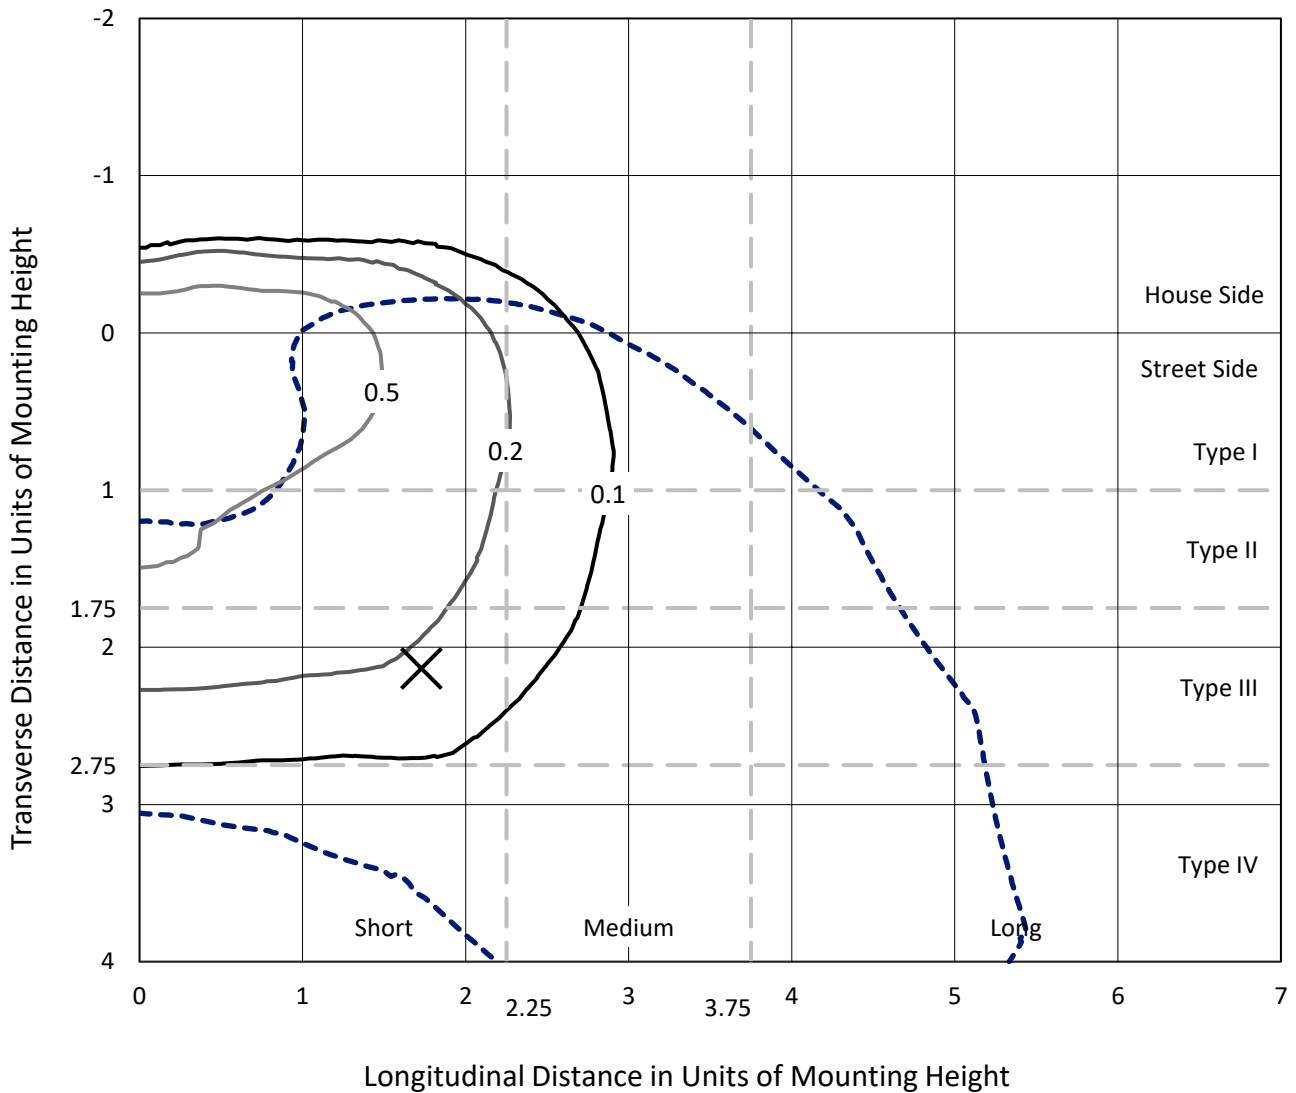 -2
-1
House Side
0
Street Side
0.5
0.2
Type I
1
0.1
Type II
1.75
2
Type III
2.75
3
Type IV
Short
Medium
Long
4
0
1
2
2.25
3
3.75
4
5
6
7
Transverse Distance in Units of Mounting Height
Longitudinal Distance in Units of Mounting Height